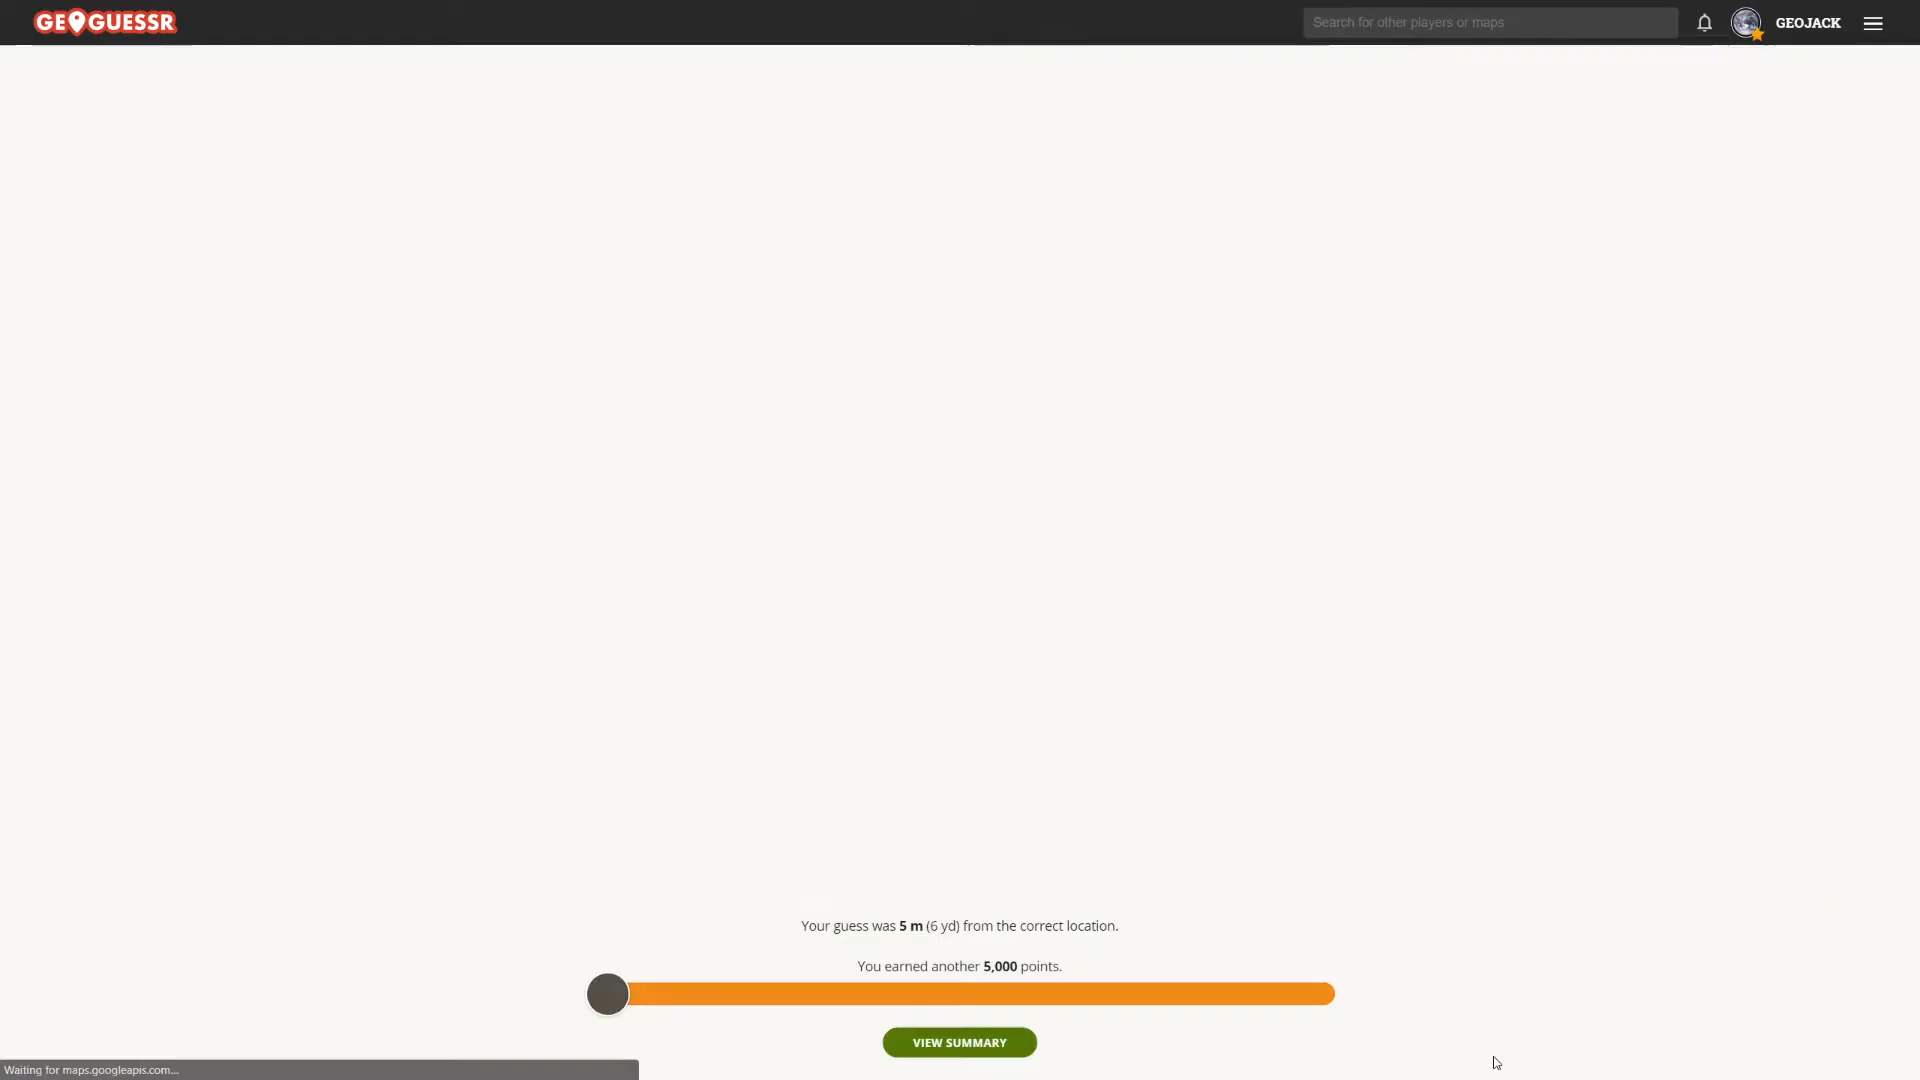 GEOGUESSR
Search for other players or maps
GEOJACK
Your guess was 5 m (6 yd) from the correct location.
You earned another 5,000 points.
VIEW SUMMARY
Waiting for maps.googleapis.com...